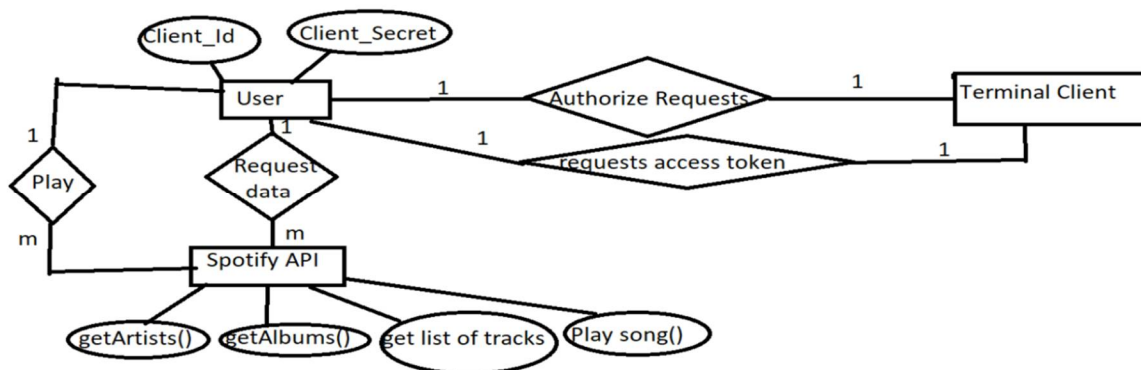 Client_Id
Client_Secret
User
1
Authorize Requests
1
Terminal Client
1
1
requests access token
1
1
Play
Request
data
m
m
Spotify API
getArtists()
getAlbums()
get list of tracks
Play song()